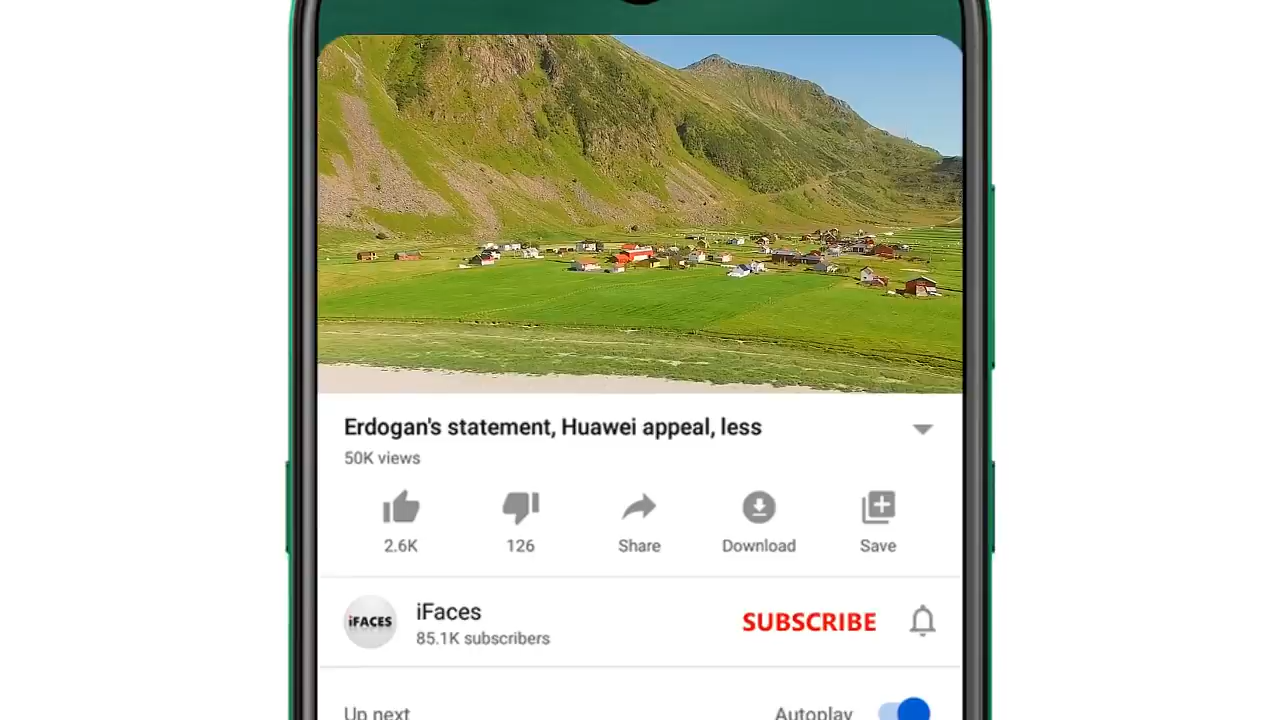 Erdogan's statement, Huawei appeal, less
50K views
2.6K
126
Share
Download
Save
iFACES
iFaces
85.1K subscribers
SUBSCRIBE
Up next
Autoplay